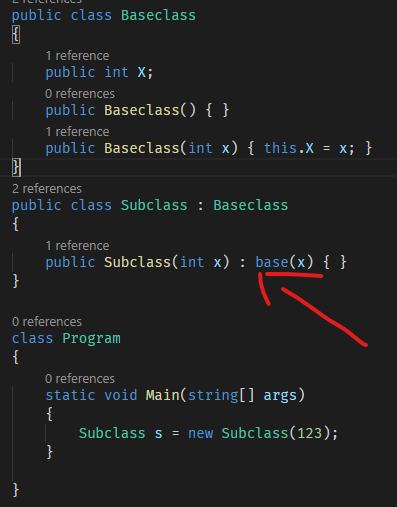 2 references
public class Baseclass
{
1 reference
public int X;
0 references
public Baseclass() { }
1 reference
public Baseclass(int x) { this.X = x; }
}
2 references
public class Subclass : Baseclass
{
1 reference
public Subclass(int x) : base(x) { }
}
0 references
class Program
{
0 references
static void Main(string[] args)
{
Subclass s = new Subclass(123);
}
}